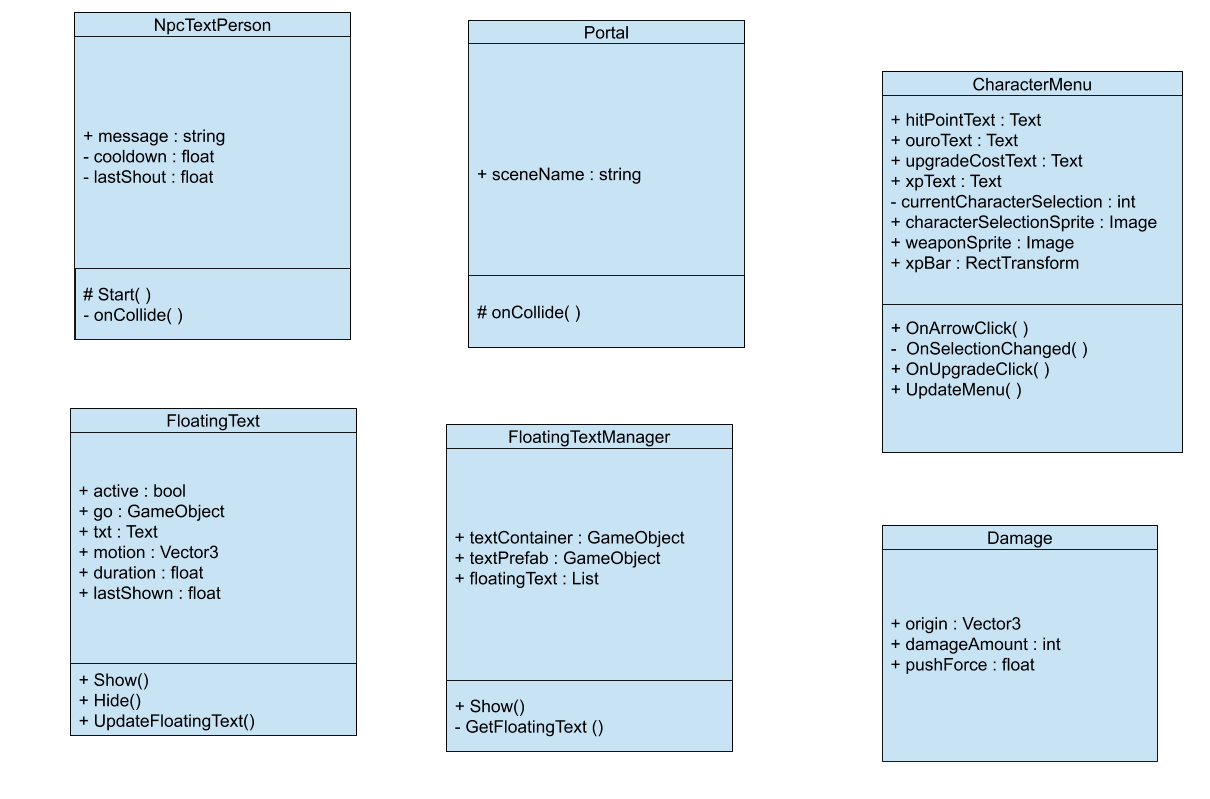 NpcTextPerson
+ message : string
- cooldown : float
- lastShout : float
# Start( )
- onCollide( )
Portal
+ sceneName : string
# onCollide( )
CharacterMenu
+ hitPointText : Text
+ ouroText : Text
+ upgradeCostText : Text
+ xpText : Text
- currentCharacterSelection : int
+ characterSelectionSprite : Image
+ weaponSprite : Image
+ xpBar : RectTransform
+ OnArrowClick( )
-  OnSelectionChanged( )
+ OnUpgradeClick( )
+ UpdateMenu( )
FloatingText
+ active : bool
+ go : GameObject
+ txt : Text
+ motion : Vector3
+ duration : float
+ lastShown : float
+ Show()
+ Hide()
+ UpdateFloatingText()
FloatingTextManager
+ textContainer : GameObject
+ textPrefab : GameObject
+ floatingText : List
+ Show()
- GetFloatingText ()
Damage
+ origin : Vector3
+ damageAmount : int
+ pushForce : float